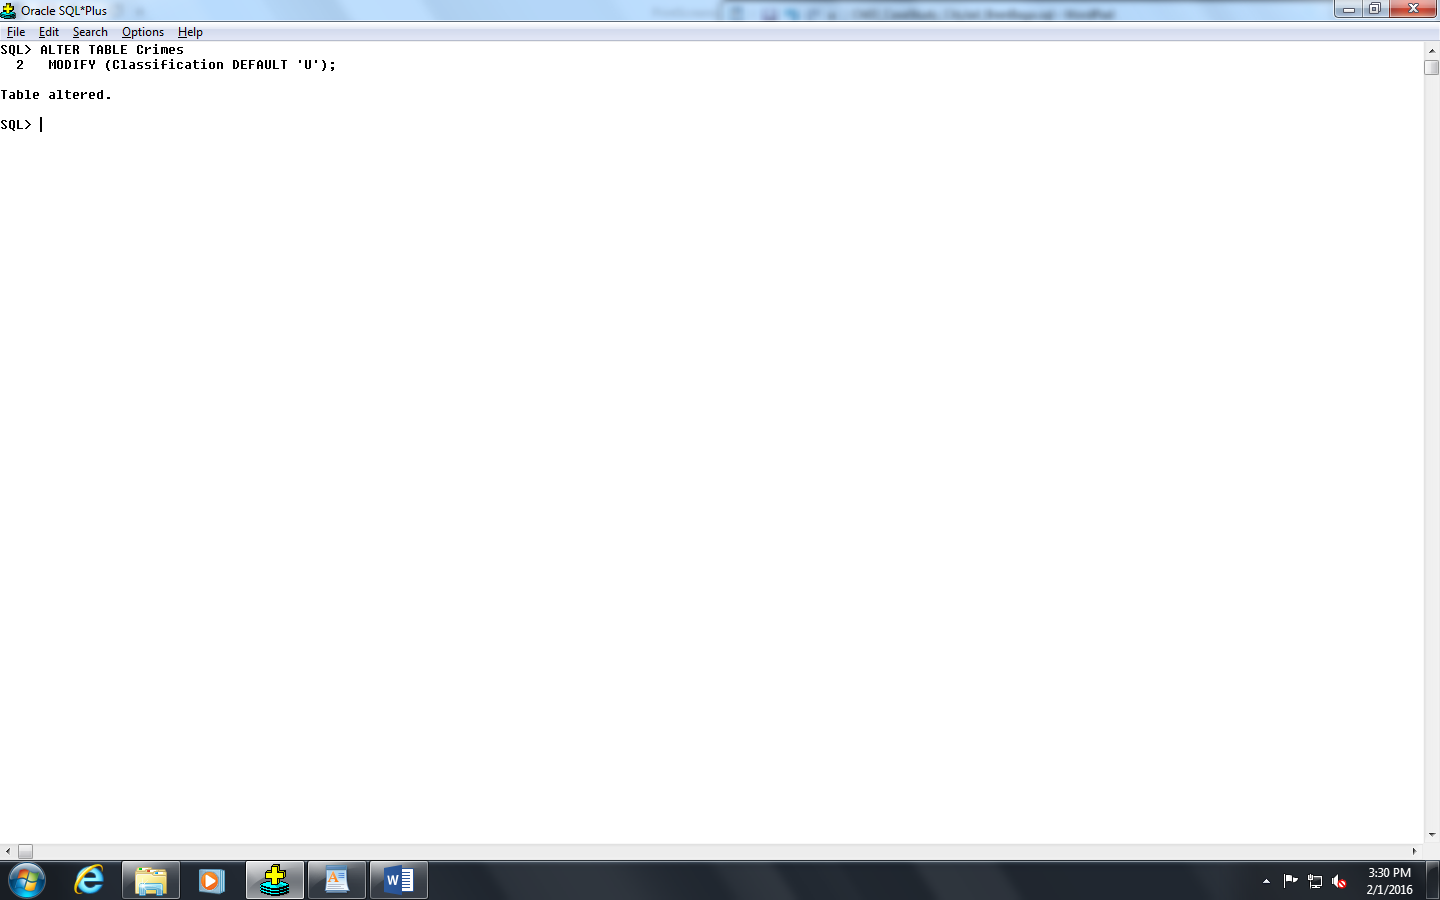 Oracle SQL*Plus
File Edit Search Options Help
SQL> ALTER TABLE Crimes
2 MODIFY (Classification DEFAULT 'U');
Table altered.
SQL>
3:30 PM
2/1/2016